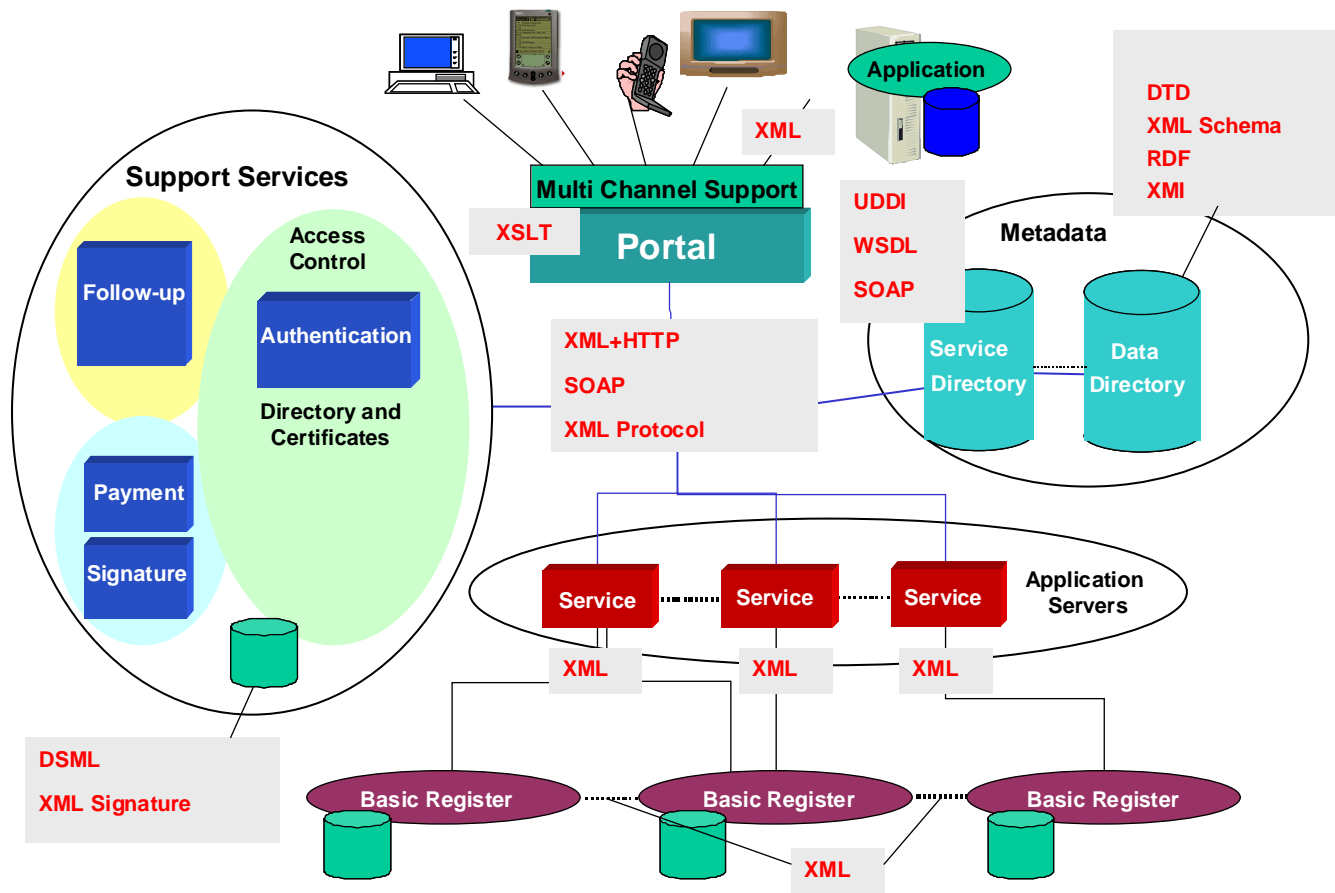 Application
DTD
XML Schema
RDF
XMI
XML
Support Services
Multi Channel Support
XSLT
Portal
UDDI
WSDL
SOAP
Metadata
Access
Control
Follow-up
Authentication
Directory and
Certificates
XML+HTTP
SOAP
XML Protocol
Service
Directory
Data
Directory
Payment
Signature
Service
Service
Service
Application
Servers
XML
XML
XML
DSML
XML Signature
Basic Register
Basic Register
Basic Register
XML